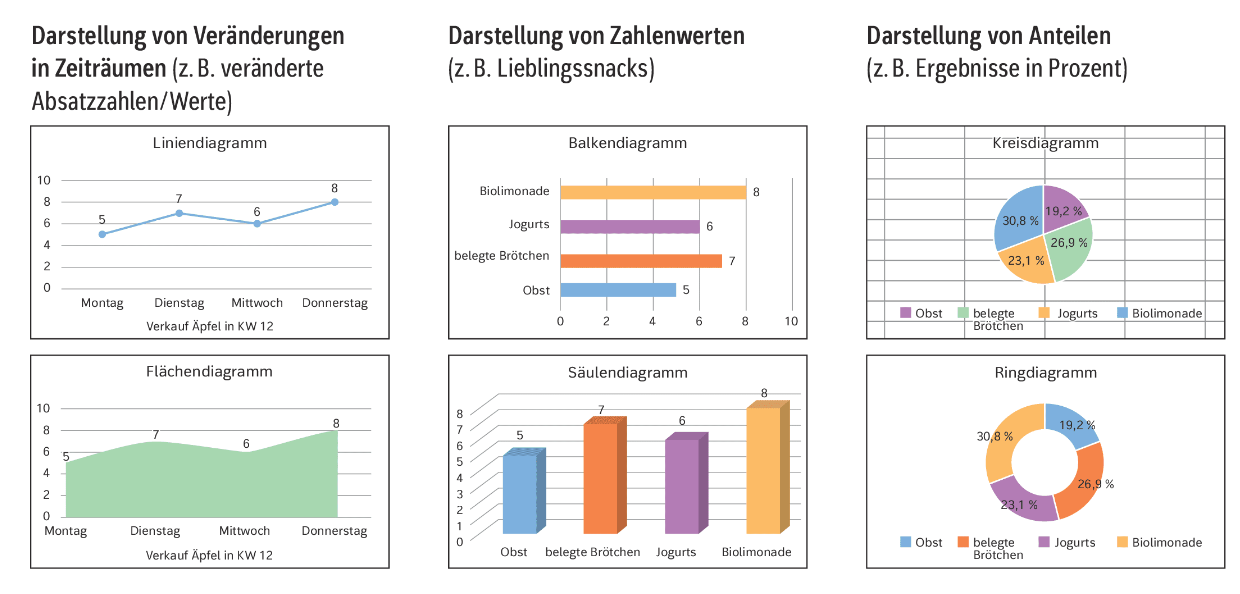 Darstellung von Veränderungen
in Zeiträumen (z. B. veränderte
Absatzzahlen/Werte)
Liniendiagramm
10
8
6
4
2
0
5
7
6
8
Montag
Dienstag
Mittwoch
Donnerstag
Verkauf Äpfel in KW 12
Flächendiagramm
10
8
6
4
2
0
5
7
6
8
Montag
Dienstag
Mittwoch
Donnerstag
Verkauf Äpfel in KW 12
Darstellung von Zahlenwerten
(z. B. Lieblingssnacks)
Balkendiagramm
Biolimonade
8
Jogurts
6
belegte Brötchen
7
Obst
5
0
2
4
6
8
10
Säulendiagramm
8
7
6
5
4
3
2
1
0
5
7
6
8
Obst
belegte Brötchen
Jogurts
Biolimonade
Darstellung von Anteilen
(z. B. Ergebnisse in Prozent)
Kreisdiagramm
30,8 %
19,2 %
26,9 %
23,1 %
Obst
belegte
Brötchen
Jogurts
Biolimonade
Ringdiagramm
30,8 %
19,2 %
26,9 %
23,1 %
Obst
belegte
Brötchen
Jogurts
Biolimonade